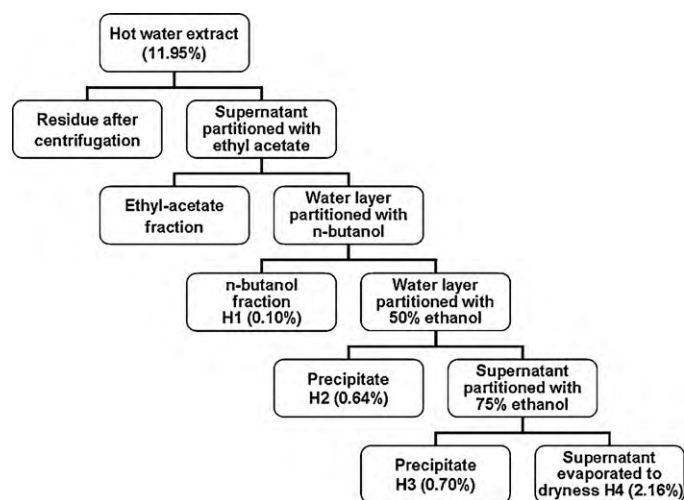 Hot water extract
(11.95%)
Residue after
centrifugation
Supernatant
partitioned with
ethyl acetate
Ethyl-acetate
fraction
Water layer
partitioned with
n-butanol
n-butanol
fraction
H1 (0.10%)
Water layer
partitioned with
50% ethanol
Precipitate
H2 (0.64%)
Supernatant
partitioned with
75% ethanol
Precipitate
H3 (0.70%)
Supernatant
evaporated to
dryness H4 (2.16%)